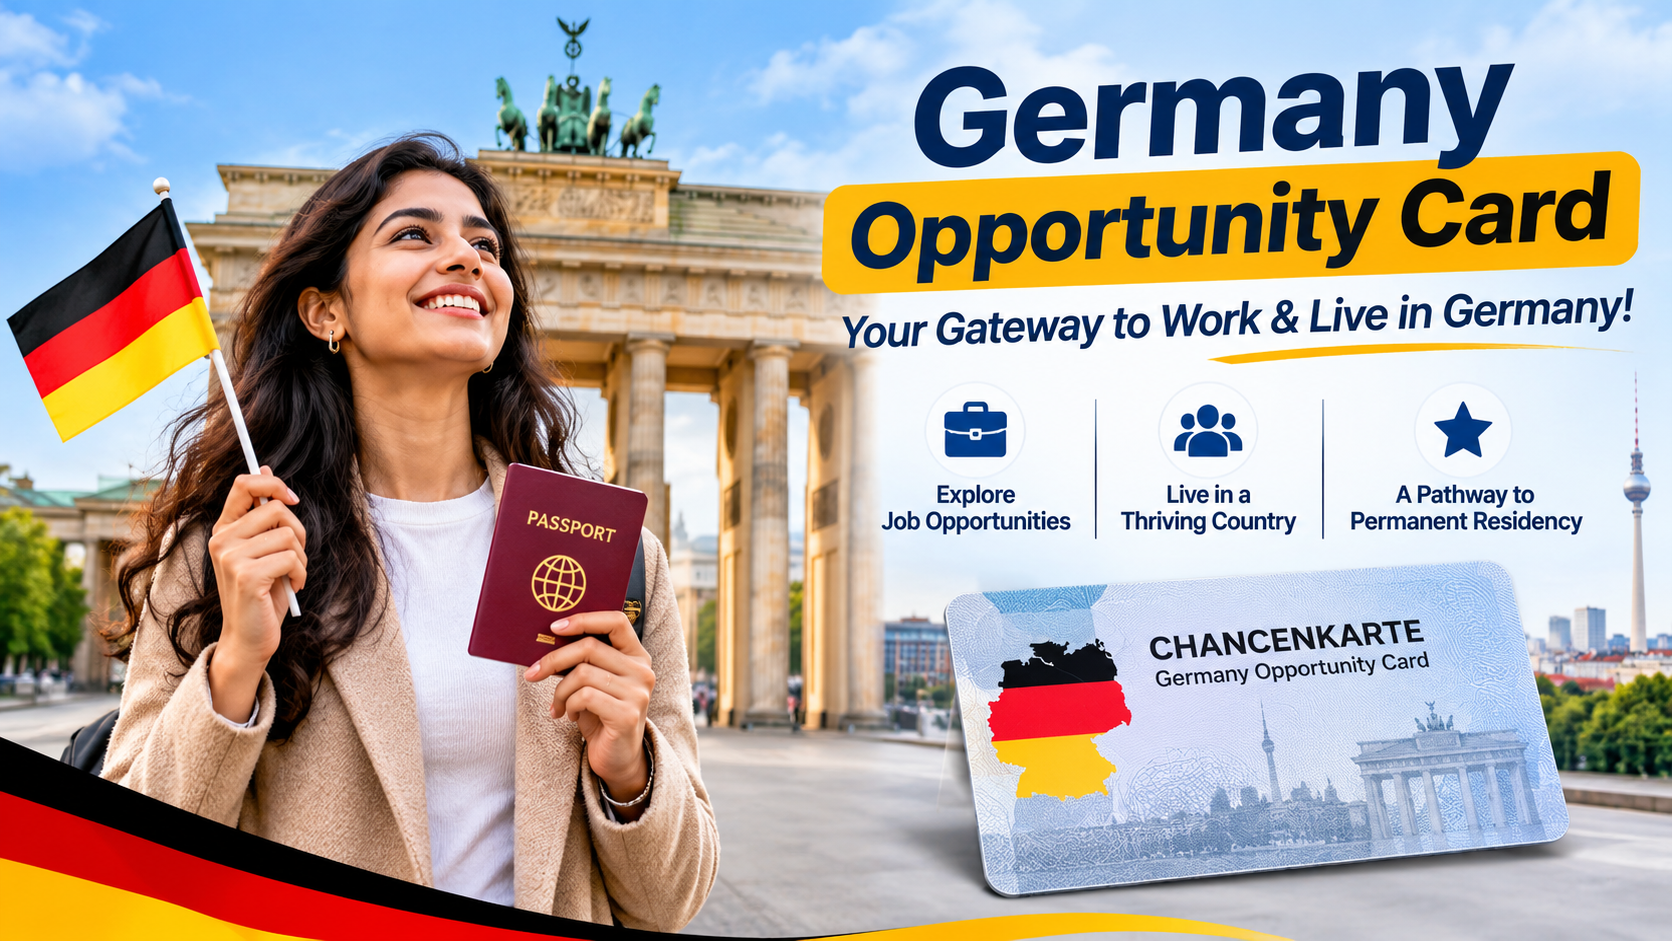 Germany
Opportunity Card
Your Gateway to Work & Live in Germany!
Explore
Job Opportunities
Live in a
Thriving Country
A Pathway to
Permanent Residency
PASSPORT
CHANCENKARTE
Germany Opportunity Card